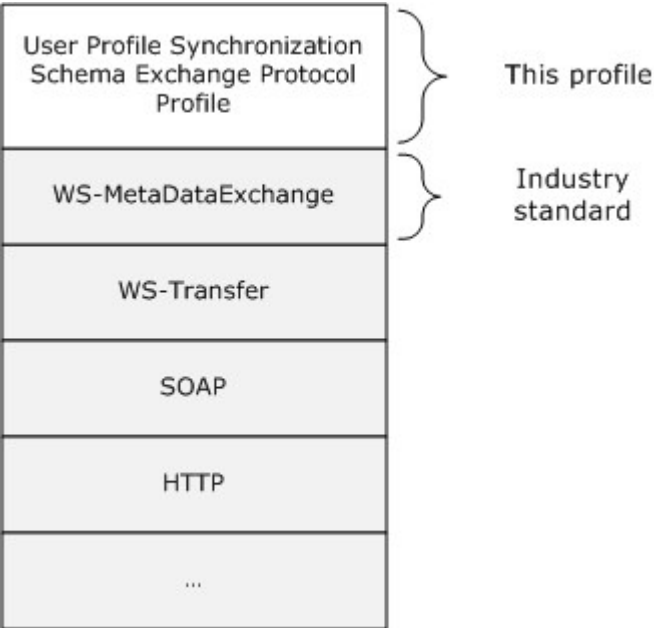 User Profile Synchronization
Schema Exchange Protocol
Profile
This profile
WS-MetaDataExchange
Industry
standard
WS-Transfer
SOAP
HTTP
...